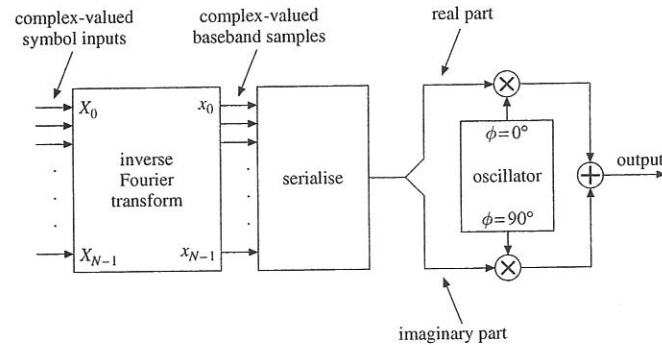 complex-valued
symbol inputs
complex-valued
baseband samples
real part
X0
x0
inverse
Fourier
transform
serialise
ϕ=0°
oscillator
ϕ=90°
output
XN−1
xN−1
imaginary part